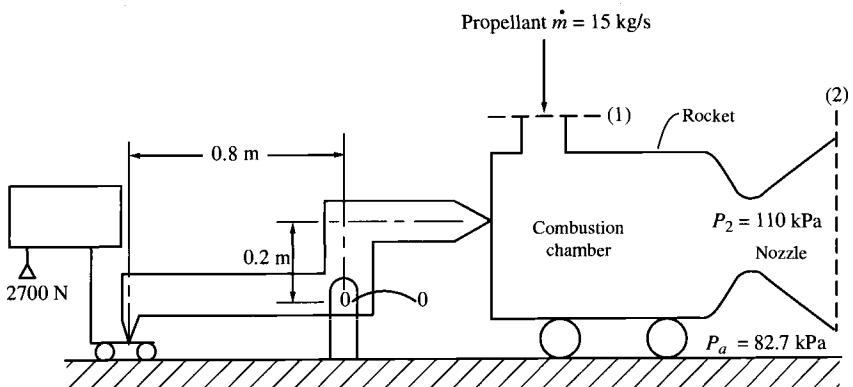 Propellant ṁ = 15 kg/s
(1)
(2)
Rocket
0.8 m
Combustion
chamber
P₂ = 110 kPa
Nozzle
0.2 m
2700 N
0
0
Pₐ = 82.7 kPa